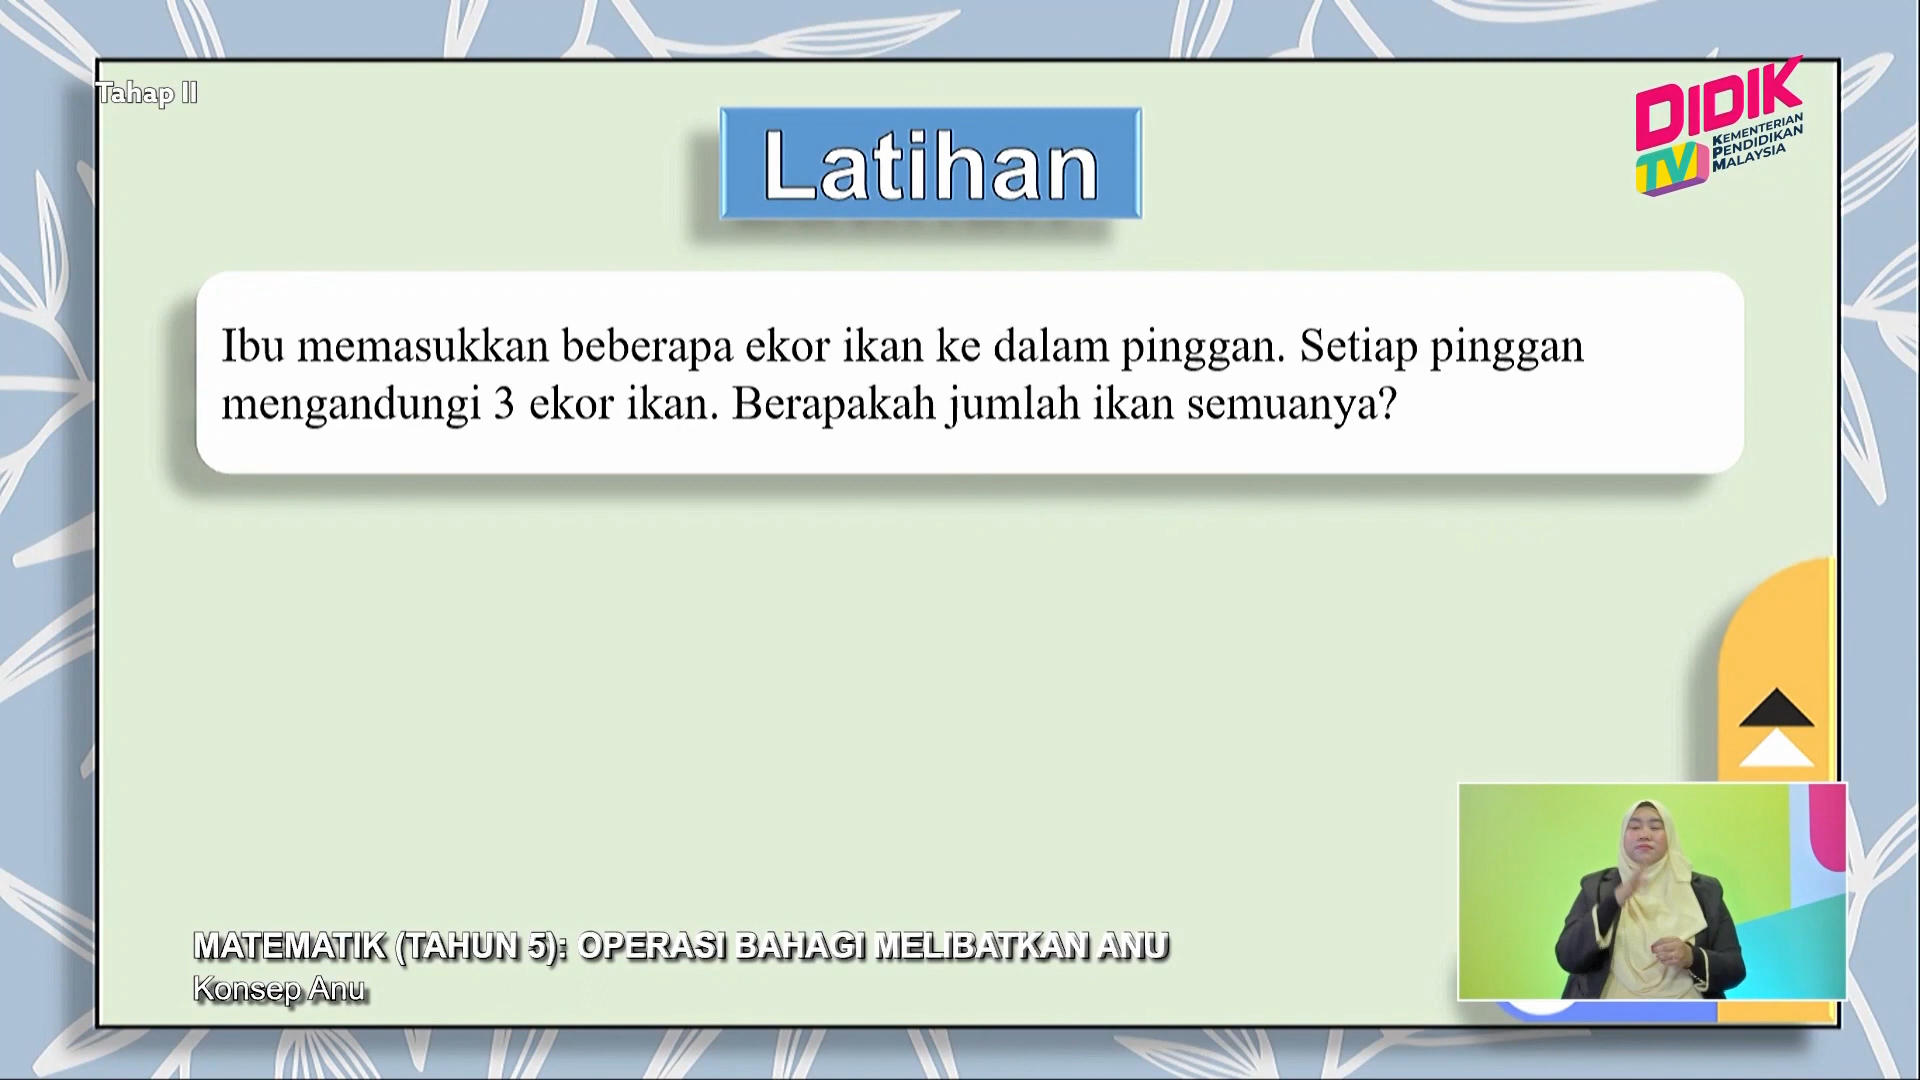 Tahap II
Latihan
DIDIK
TV
KEMENTERIAN
PENDIDIKAN
MALAYSIA
Ibu memasukkan beberapa ekor ikan ke dalam pinggan. Setiap pinggan
mengandungi 3 ekor ikan. Berapakah jumlah ikan semuanya?
MATEMATIK (TAHUN 5): OPERASI BAHAGI MELIBATKAN ANU
Konsep Anu